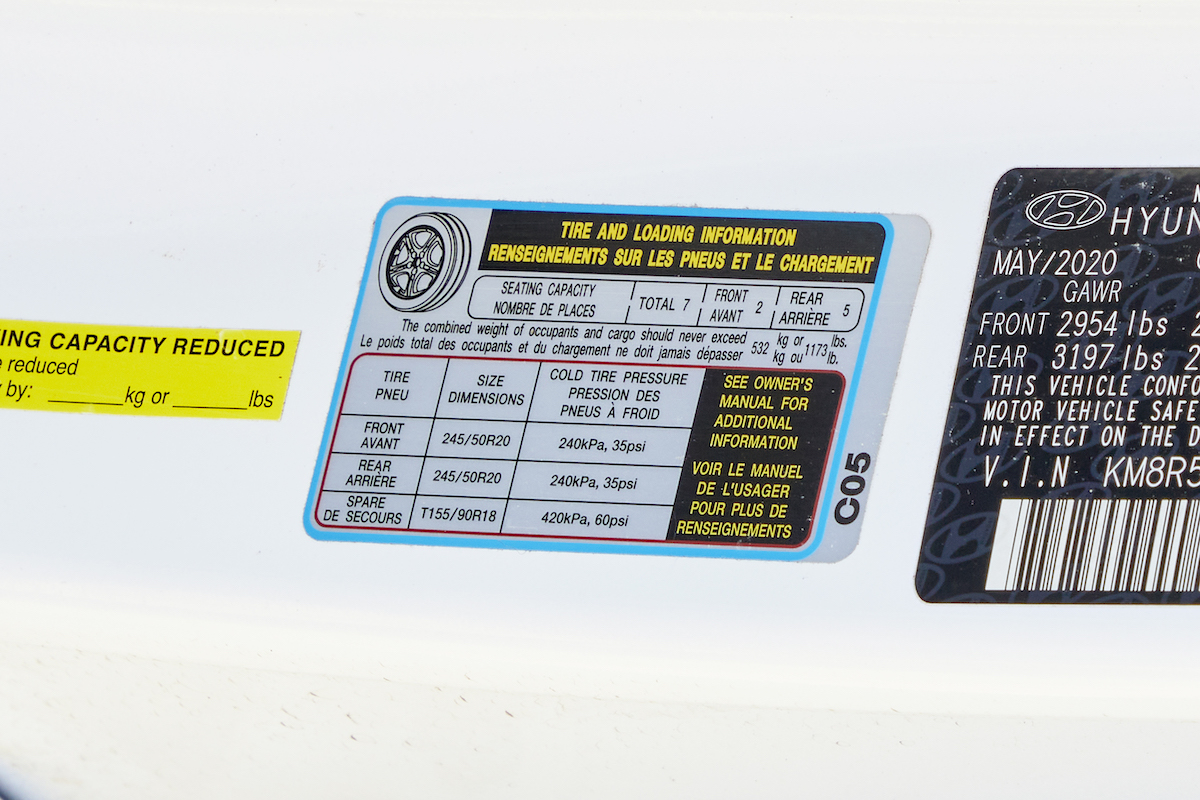 CAPACITY REDUCED
reduced
by: ______kg or ______lbs
TIRE AND LOADING INFORMATION
RENSEIGNEMENTS SUR LES PNEUS ET LE CHARGEMENT
SEATING CAPACITY
NOMBRE DE PLACES
TOTAL 7
FRONT
AVANT
2
REAR
ARRIÈRE
5
The combined weight of occupants and cargo should never exceed
Le poids total des occupants et du chargement ne doit jamais dépasser
532
kg or
kg ou
1173
lbs.
lb.
TIRE
PNEU
SIZE
DIMENSIONS
COLD TIRE PRESSURE
PRESSION DES
PNEUS À FROID
FRONT
AVANT
245/50R20
240kPa, 35psi
REAR
ARRIÈRE
245/50R20
240kPa, 35psi
SPARE
DE SECOURS
T155/90R18
420kPa, 60psi
SEE OWNER'S
MANUAL FOR
ADDITIONAL
INFORMATION
VOIR LE MANUEL
DE L'USAGER
POUR PLUS DE
RENSEIGNEMENTS
C05
HYUN
MAY/2020
GAWR
FRONT 2954 lbs
REAR 3197 lbs
THIS VEHICLE CONFO
MOTOR VEHICLE SAFE
IN EFFECT ON THE D
V.I.N KM8R5